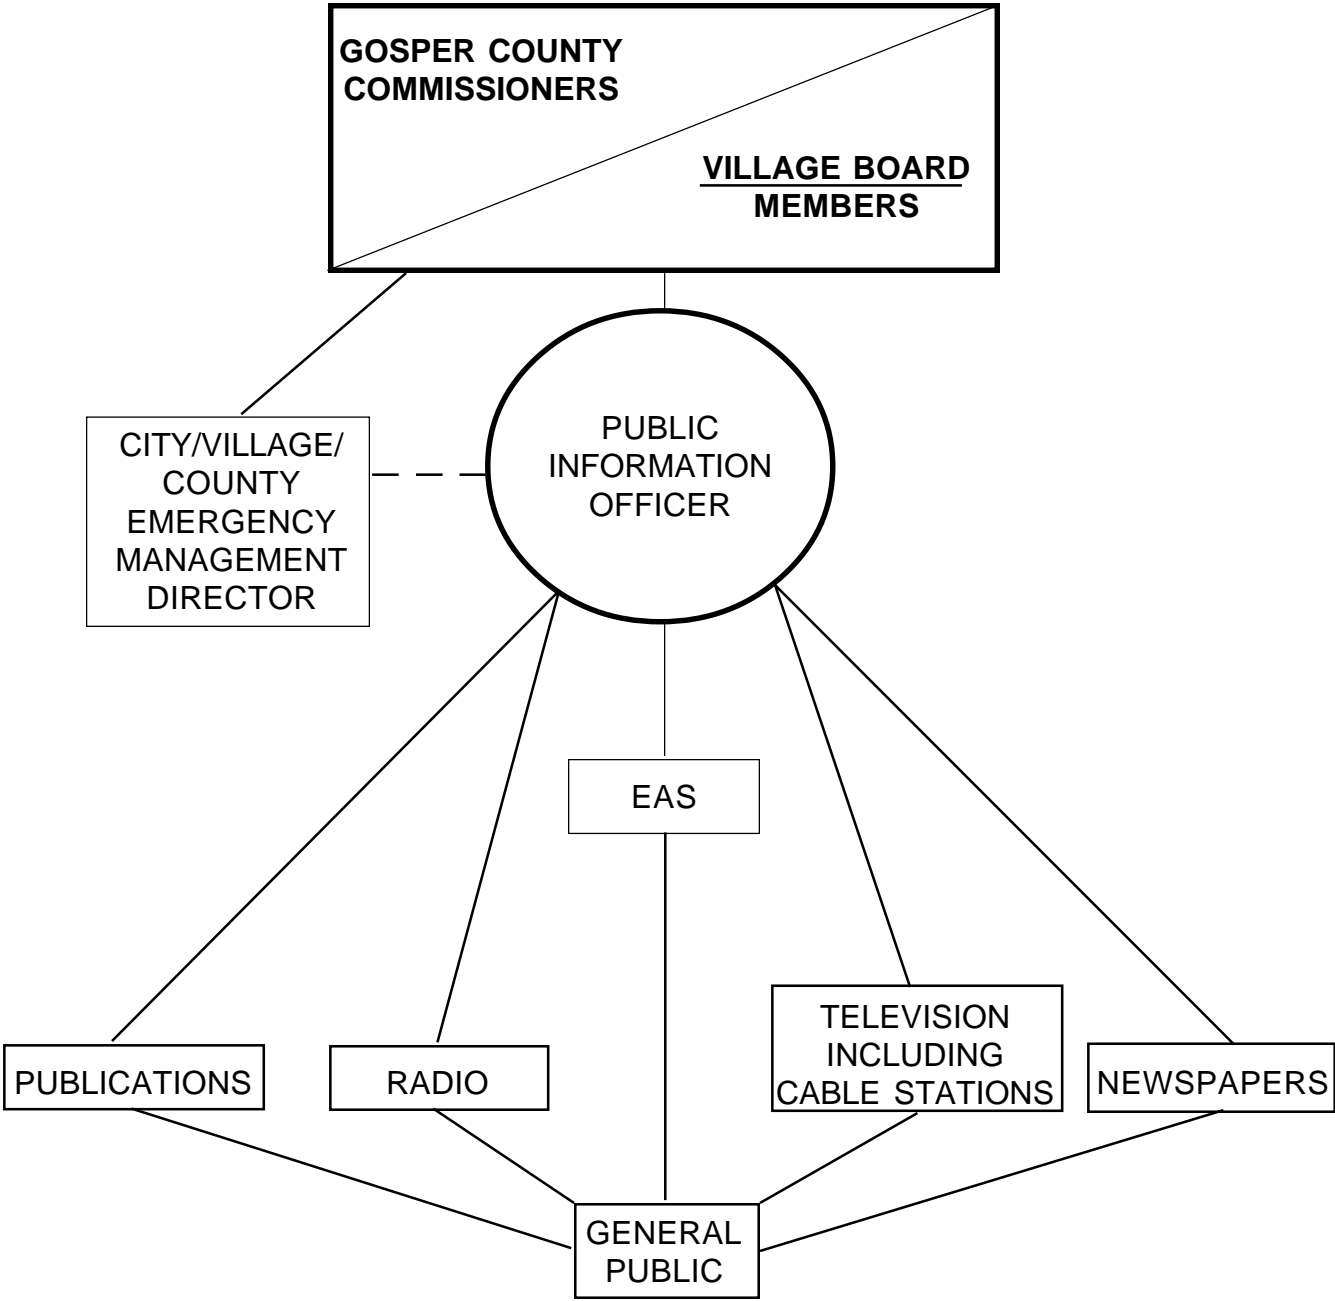 GOSPER COUNTY
COMMISSIONERS
VILLAGE BOARD
MEMBERS
CITY/VILLAGE/
COUNTY
EMERGENCY
MANAGEMENT
DIRECTOR
PUBLIC
INFORMATION
OFFICER
EAS
PUBLICATIONS
RADIO
TELEVISION
INCLUDING
CABLE STATIONS
NEWSPAPERS
GENERAL
PUBLIC